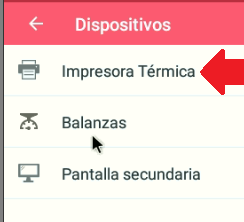 Dispositivos
Impresora Térmica
Balanzas
Pantalla secundaria